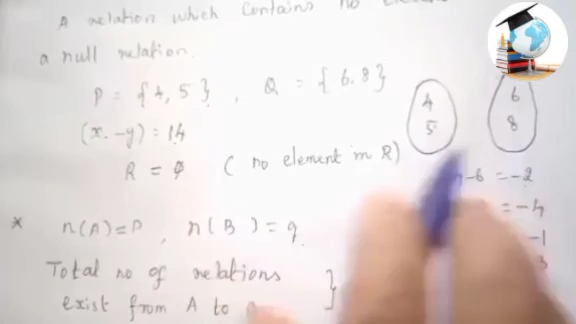 A relation which contains no
a null relation.
P = {4, 5}, Q = {6.8}
(x.-y) = 14
R = φ ( no element in R)
4
5
6
8
-6 = -2
= -4
-1
3
* n(A)=P, n(B)=q.
Total no of relations
exist from A to